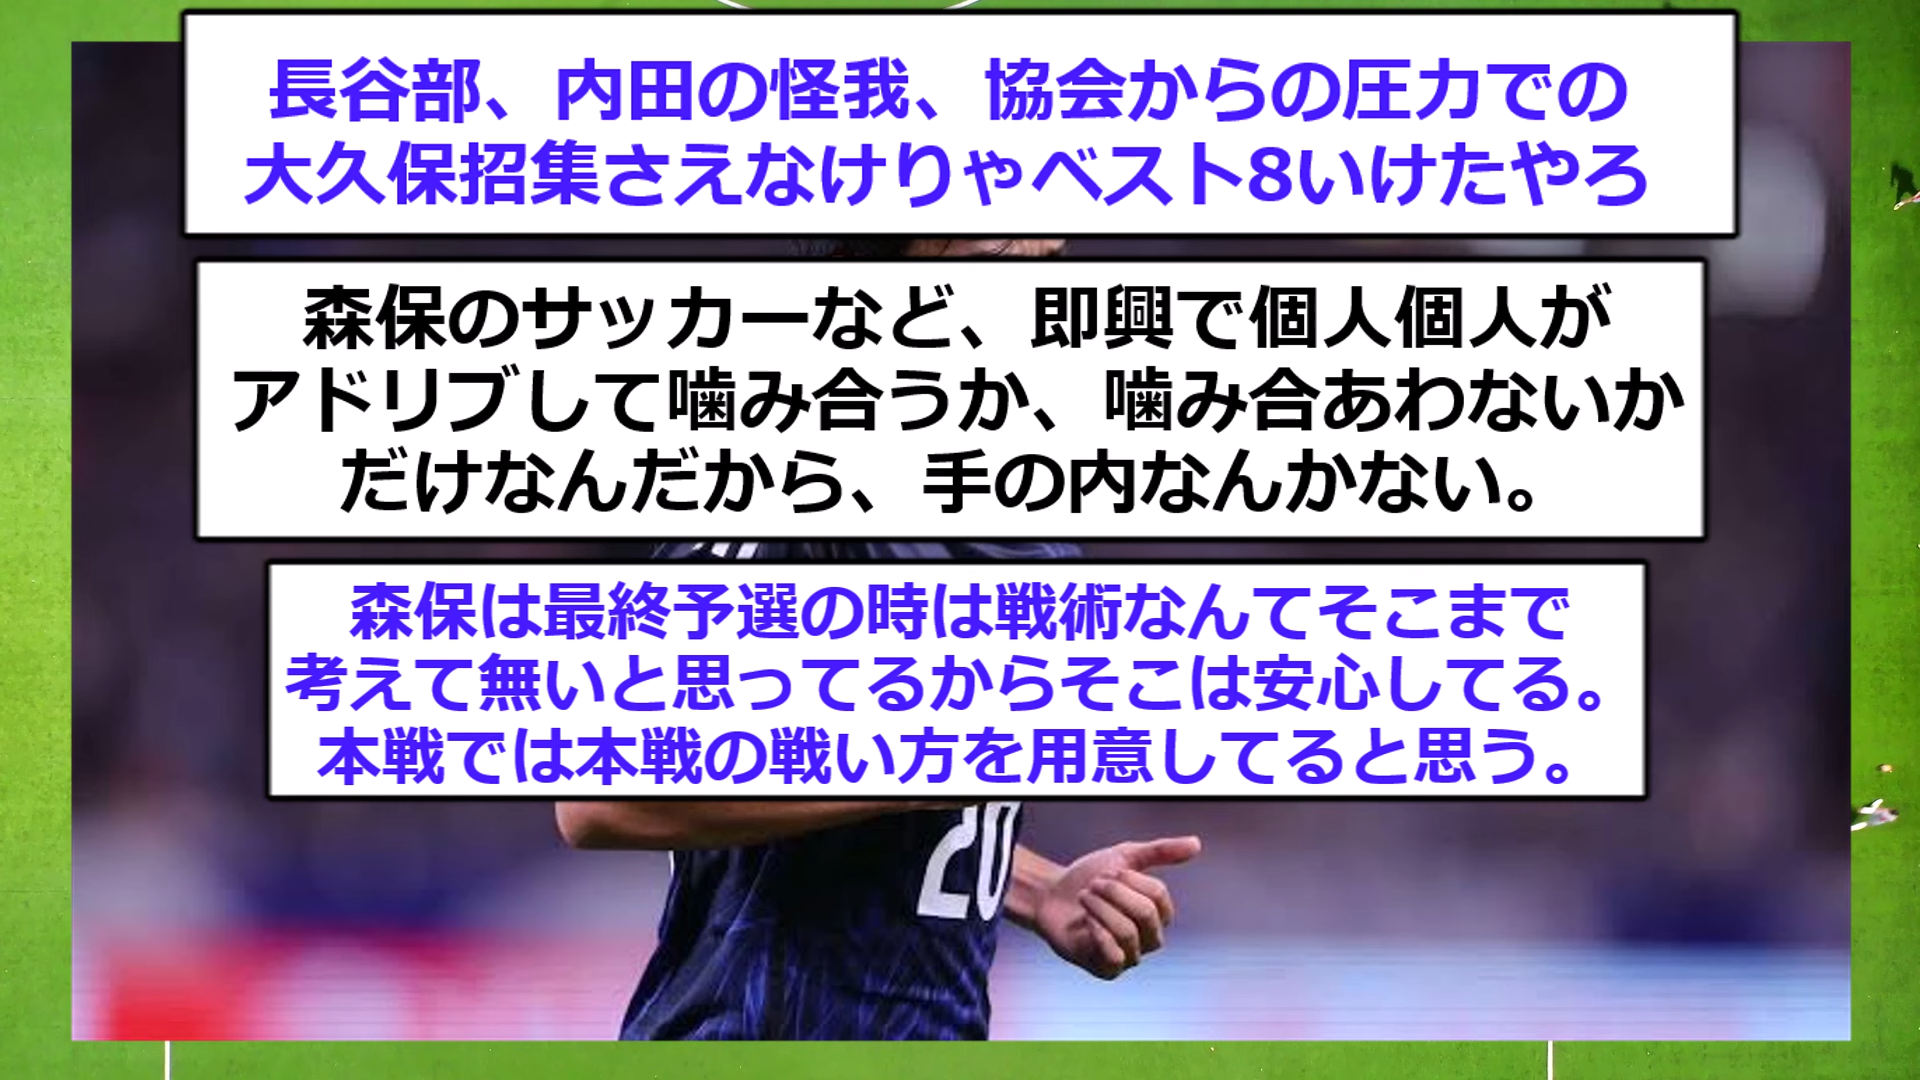 長谷部、内田の怪我、協会からの圧力での
大久保招集さえなけりゃベスト8いけたやろ
森保のサッカーなど、即興で個人個人が
アドリブして噛み合うか、噛み合あわないか
だけなんだから、手の内なんかない。
森保は最終予選の時は戦術なんてそこまで
考えて無いと思ってるからそこは安心してる。
本戦では本戦の戦い方を用意してると思う。
20